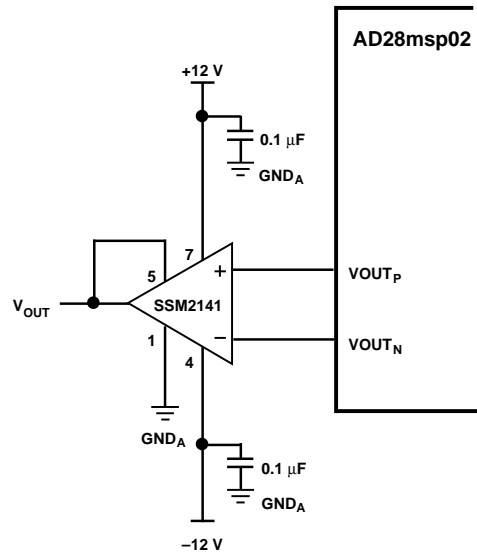 AD28msp02
+12 V
0.1 μF
GNDA
7
5
+
VOUTP
SSM2141
VOUT
1
−
VOUTN
4
GNDA
0.1 μF
GNDA
–12 V